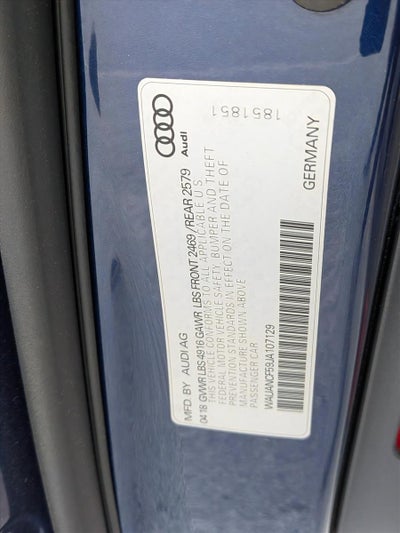 MFD. BY AUDI AG
04.18 GVWR LBS 4916 GAWR LBS FRONT 2469/REAR 2579
THIS VEHICLE CONFORMS TO ALL APPLICABLE U S
FEDERAL MOTOR VEHICLE SAFETY, BUMPER AND THEFT
PREVENTION STANDARDS IN EFFECT ON THE DATE OF
MANUFACTURE SHOWN ABOVE
PASSENGER CAR
WAUANCF59JA107129
GERMANY
Audi
1851851